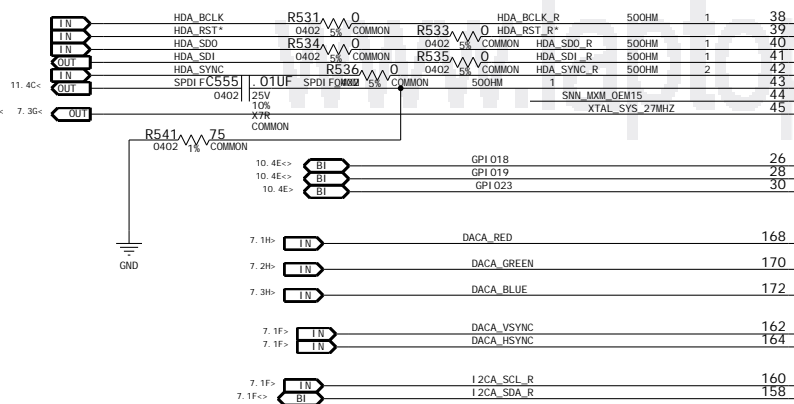 IN HDA_BCLK R531 0 HDA_BCLK_R 50OHM 1 38
0402 5% COMMON
IN HDA_RST* R533 0 HDA_RST_R* 39
0402 5% COMMON
IN HDA_SDO R534 0 HDA_SDO_R 50OHM 1 40
0402 5% COMMON
OUT HDA_SDI R535 0 HDA_SDI_R 50OHM 1 41
0402 5% COMMON
IN HDA_SYNC R536 0 HDA_SYNC_R 50OHM 2 42
5% COMMON
11.4C< OUT SPDIF C555 .01UF 50OHM 1 43
0402 25V
10%
X7R
COMMON
SNN_MXM_OEM15 44
7.3G< OUT XTAL_SYS_27MHZ 45
R541 75
0402 1% COMMON
GND
10.4E<> BI GPIO18 26
10.4E<> BI GPIO19 28
10.4E> BI GPIO23 30
7.1H> IN DACA_RED 168
7.2H> IN DACA_GREEN 170
7.3H> IN DACA_BLUE 172
7.1F> IN DACA_VSYNC 162
7.1F> IN DACA_HSYNC 164
7.1F> IN I2CA_SCL_R 160
7.1F<> BI I2CA_SDA_R 158
www.laptop